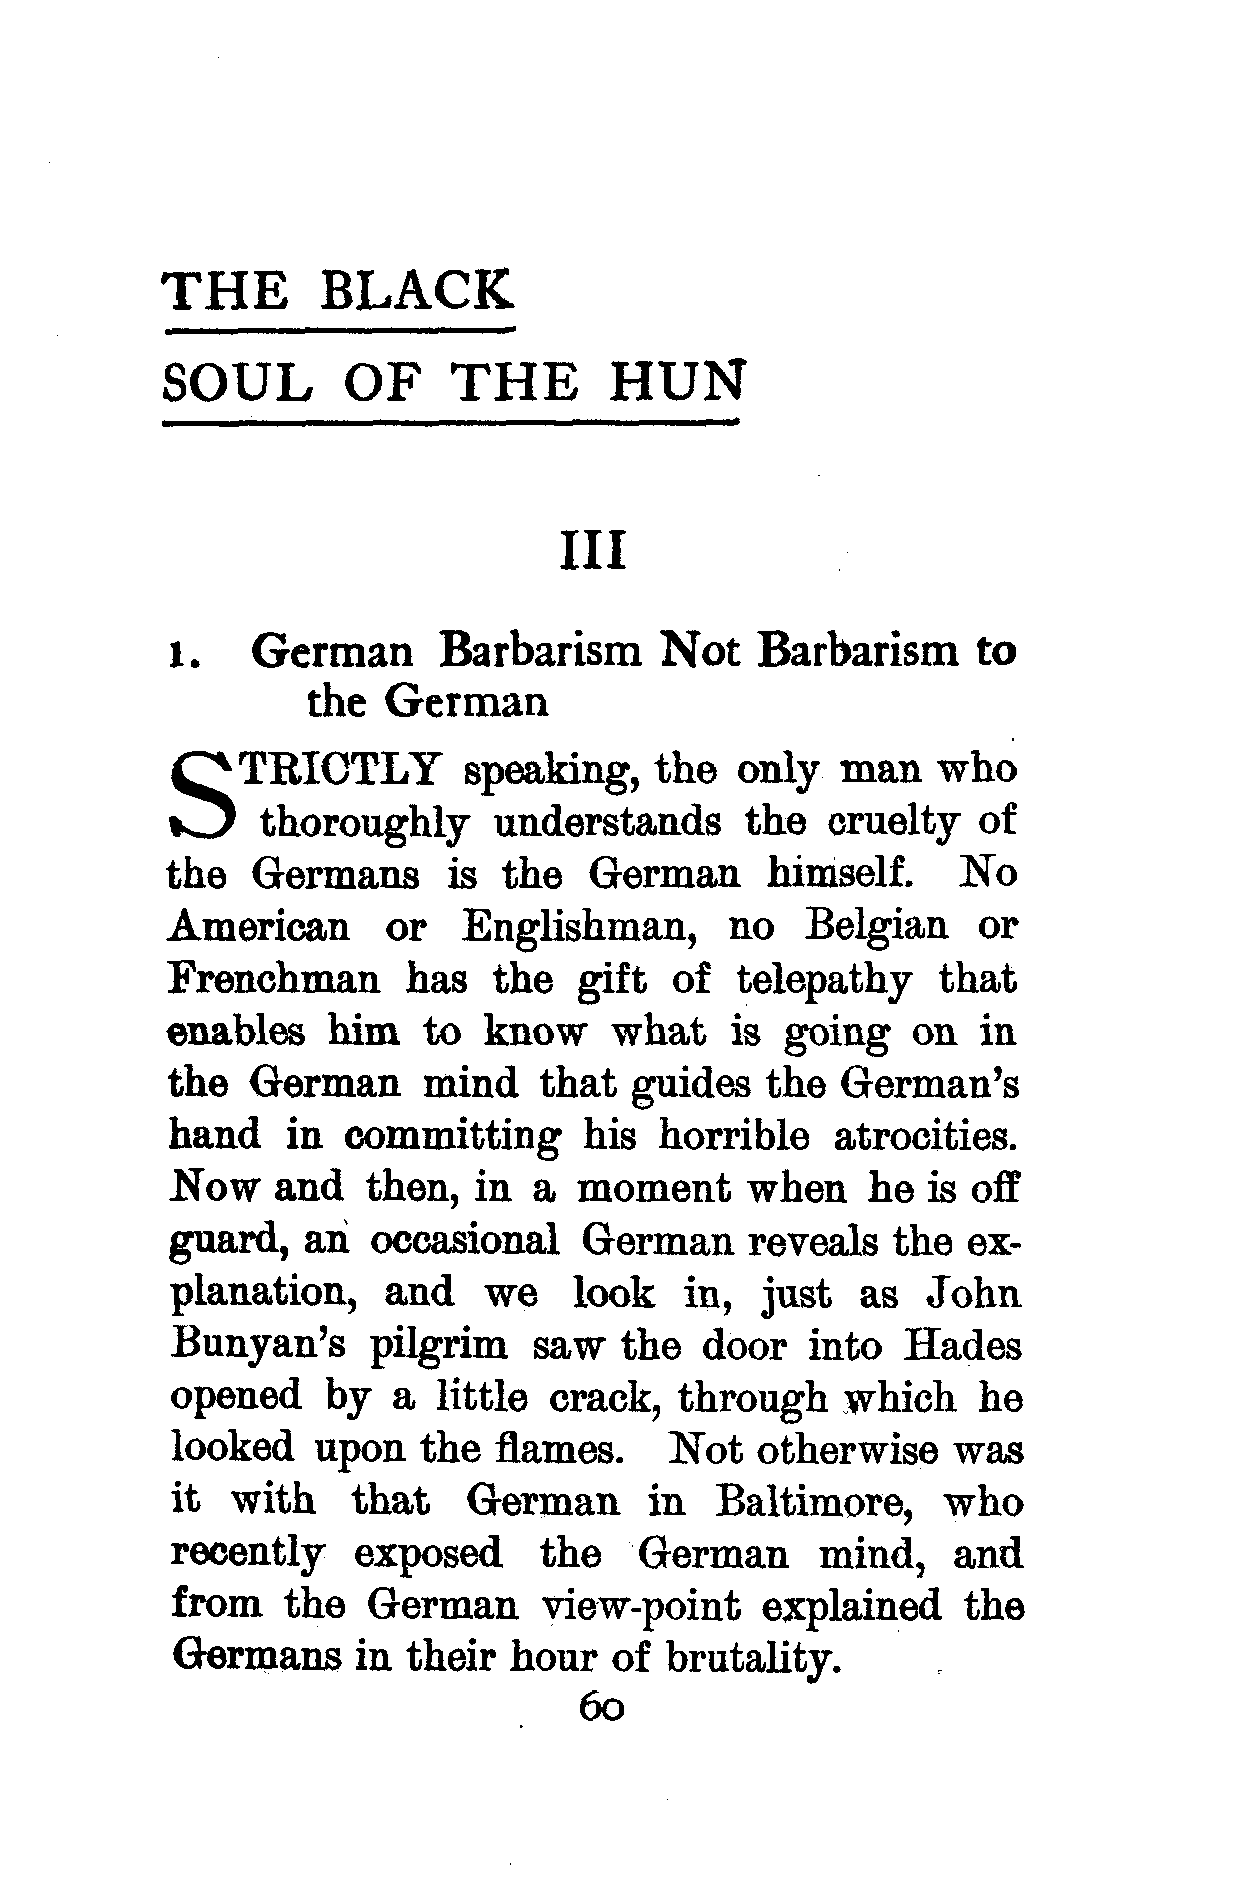 THE BLACK
SOUL OF THE HUN
III
1. German Barbarism Not Barbarism to
the German
STRICTLY speaking, the only man who
thoroughly understands the cruelty of
the Germans is the German himself. No
American or Englishman, no Belgian or
Frenchman has the gift of telepathy that
enables him to know what is going on in
the German mind that guides the German's
hand in committing his horrible atrocities.
Now and then, in a moment when he is off
guard, an occasional German reveals the ex-
planation, and we look in, just as John
Bunyan's pilgrim saw the door into Hades
opened by a little crack, through which he
looked upon the flames. Not otherwise was
it with that German in Baltimore, who
recently exposed the German mind, and
from the German view-point explained the
Germans in their hour of brutality.
60